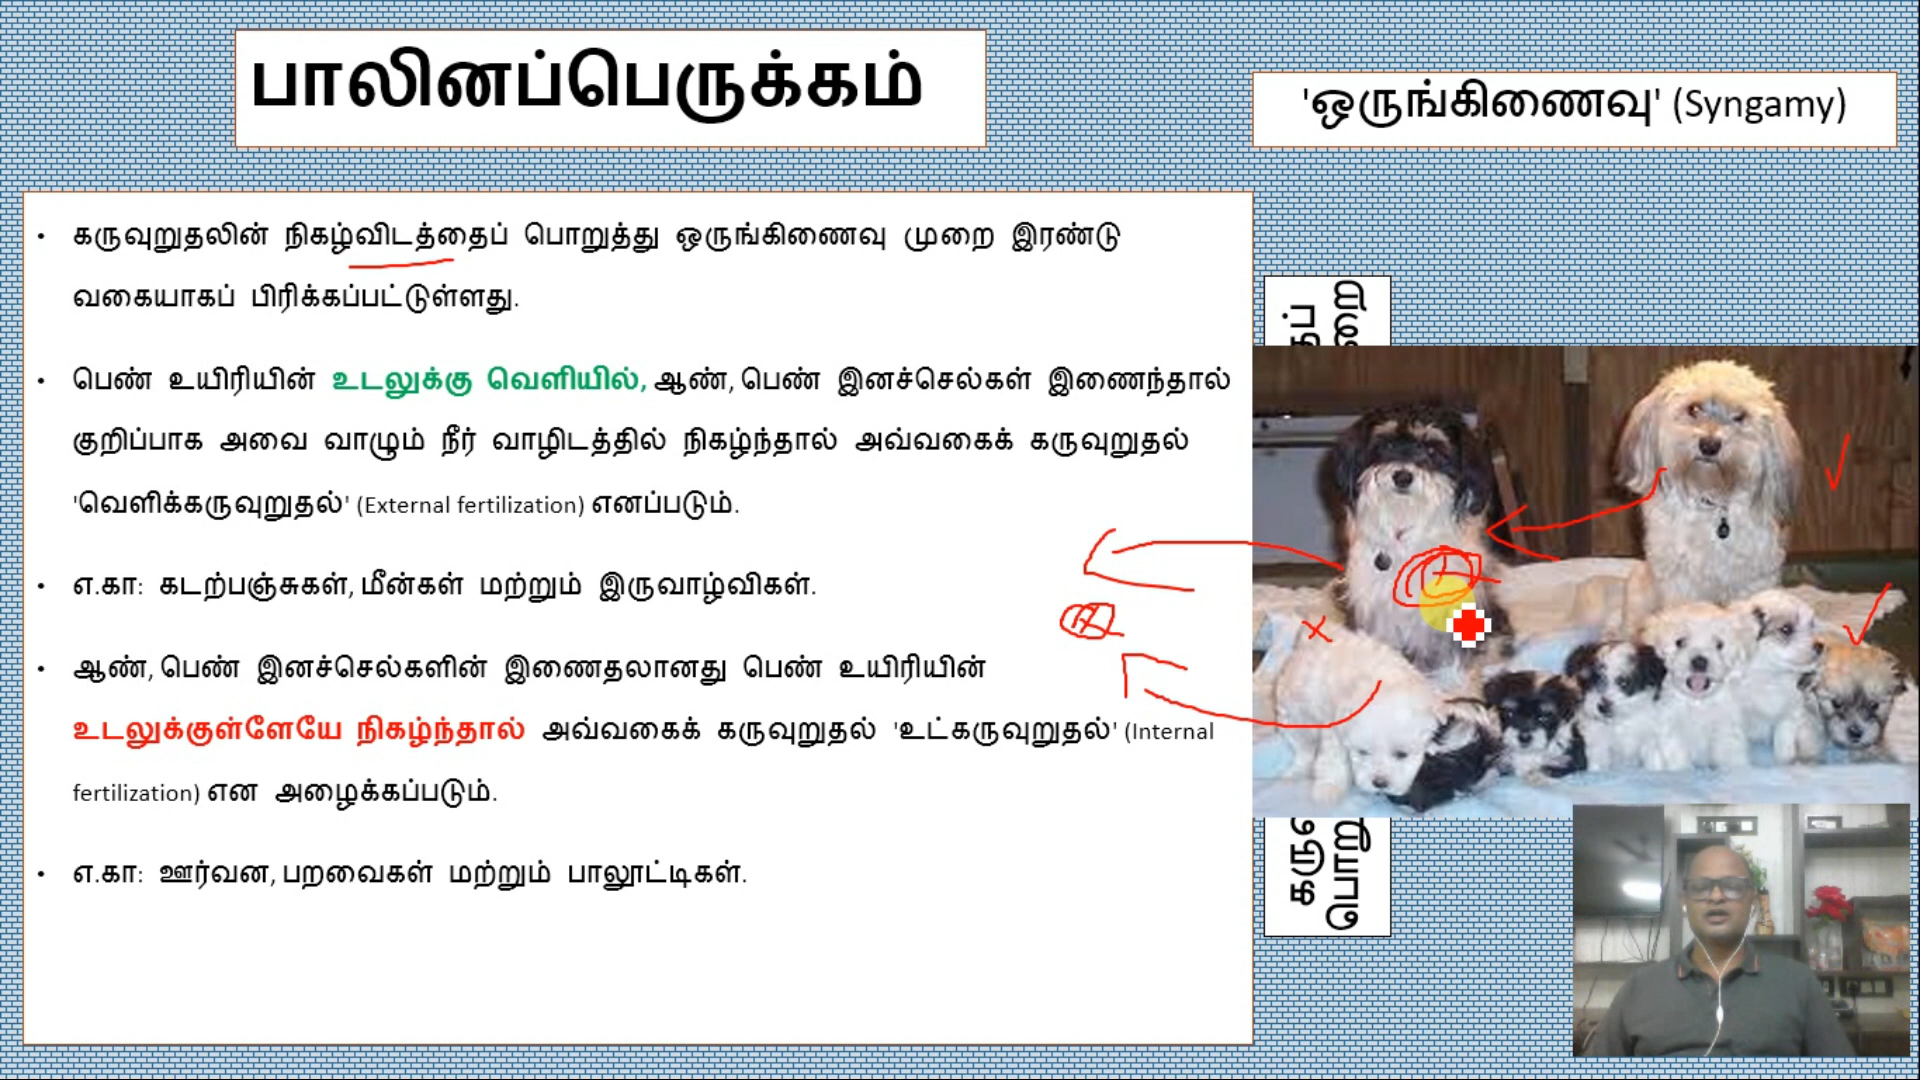 பாலினப்பெருக்கம்
'ஒருங்கிணைவு' (Syngamy)
• கருவுறுதலின் நிகழ்விடத்தைப் பொறுத்து ஒருங்கிணைவு முறை இரண்டு
வகையாகப் பிரிக்கப்பட்டுள்ளது.
• பெண் உயிரியின் உடலுக்கு வெளியில், ஆண், பெண் இனச்செல்கள் இணைந்தால்
குறிப்பாக அவை வாழும் நீர் வாழிடத்தில் நிகழ்ந்தால் அவ்வகைக் கருவுறுதல்
'வெளிக்கருவுறுதல்' (External fertilization) எனப்படும்.
• எ.கா: கடற்பஞ்சுகள், மீன்கள் மற்றும் இருவாழ்விகள்.
• ஆண், பெண் இனச்செல்களின் இணைதலானது பெண் உயிரியின்
உடலுக்குள்ளேயே நிகழ்ந்தால் அவ்வகைக் கருவுறுதல் 'உட்கருவுறுதல்' (Internal
fertilization) என அழைக்கப்படும்.
• எ.கா: ஊர்வன, பறவைகள் மற்றும் பாலூட்டிகள்.